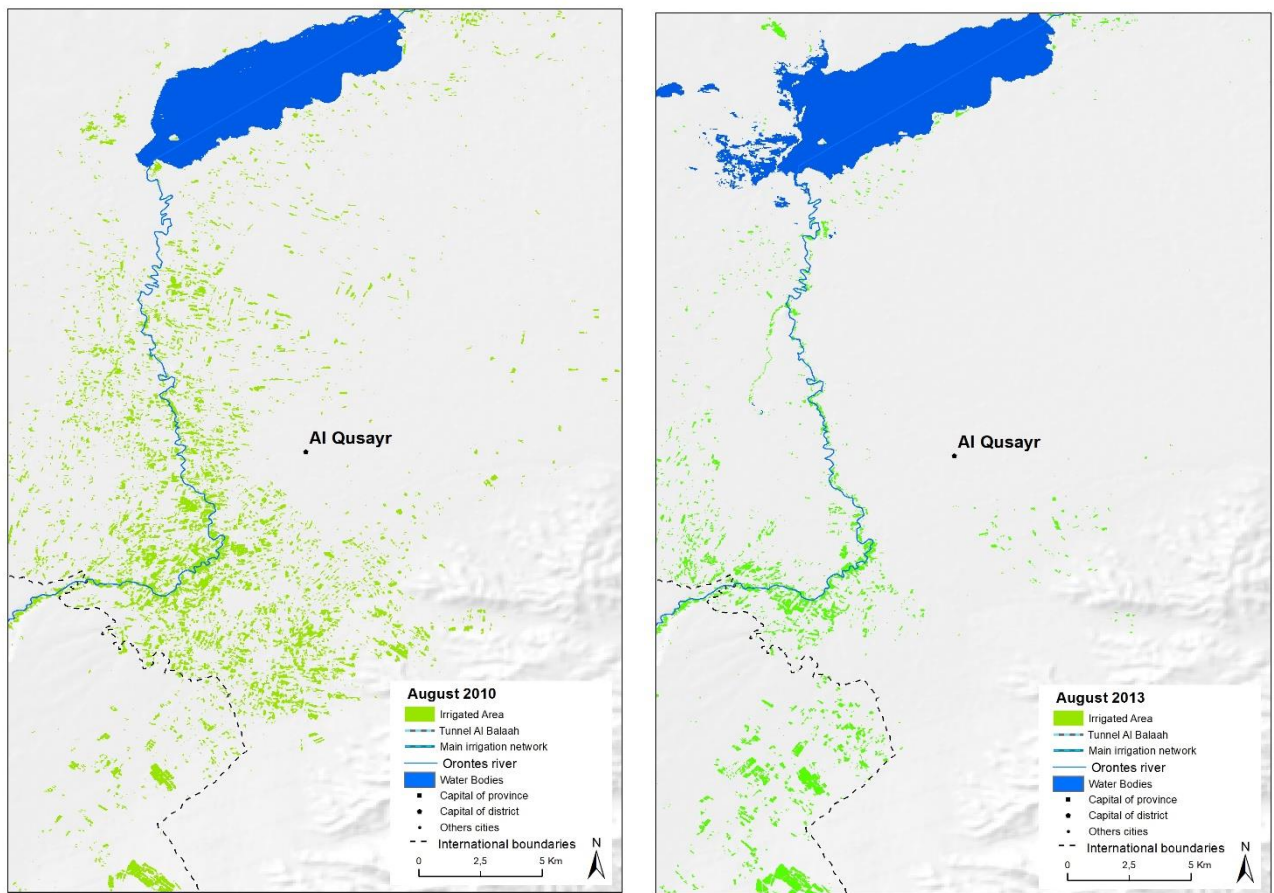 Al Qusayr
August 2010
Irrigated Area
Tunnel Al Balaah
Main irrigation network
Orontes river
Water Bodies
Capital of province
Capital of district
Others cities
International boundaries
N
0 2,5 5 Km
Al Qusayr
August 2013
Irrigated Area
Tunnel Al Balaah
Main irrigation network
Orontes river
Water Bodies
Capital of province
Capital of district
Others cities
International boundaries
N
0 2,5 5 Km